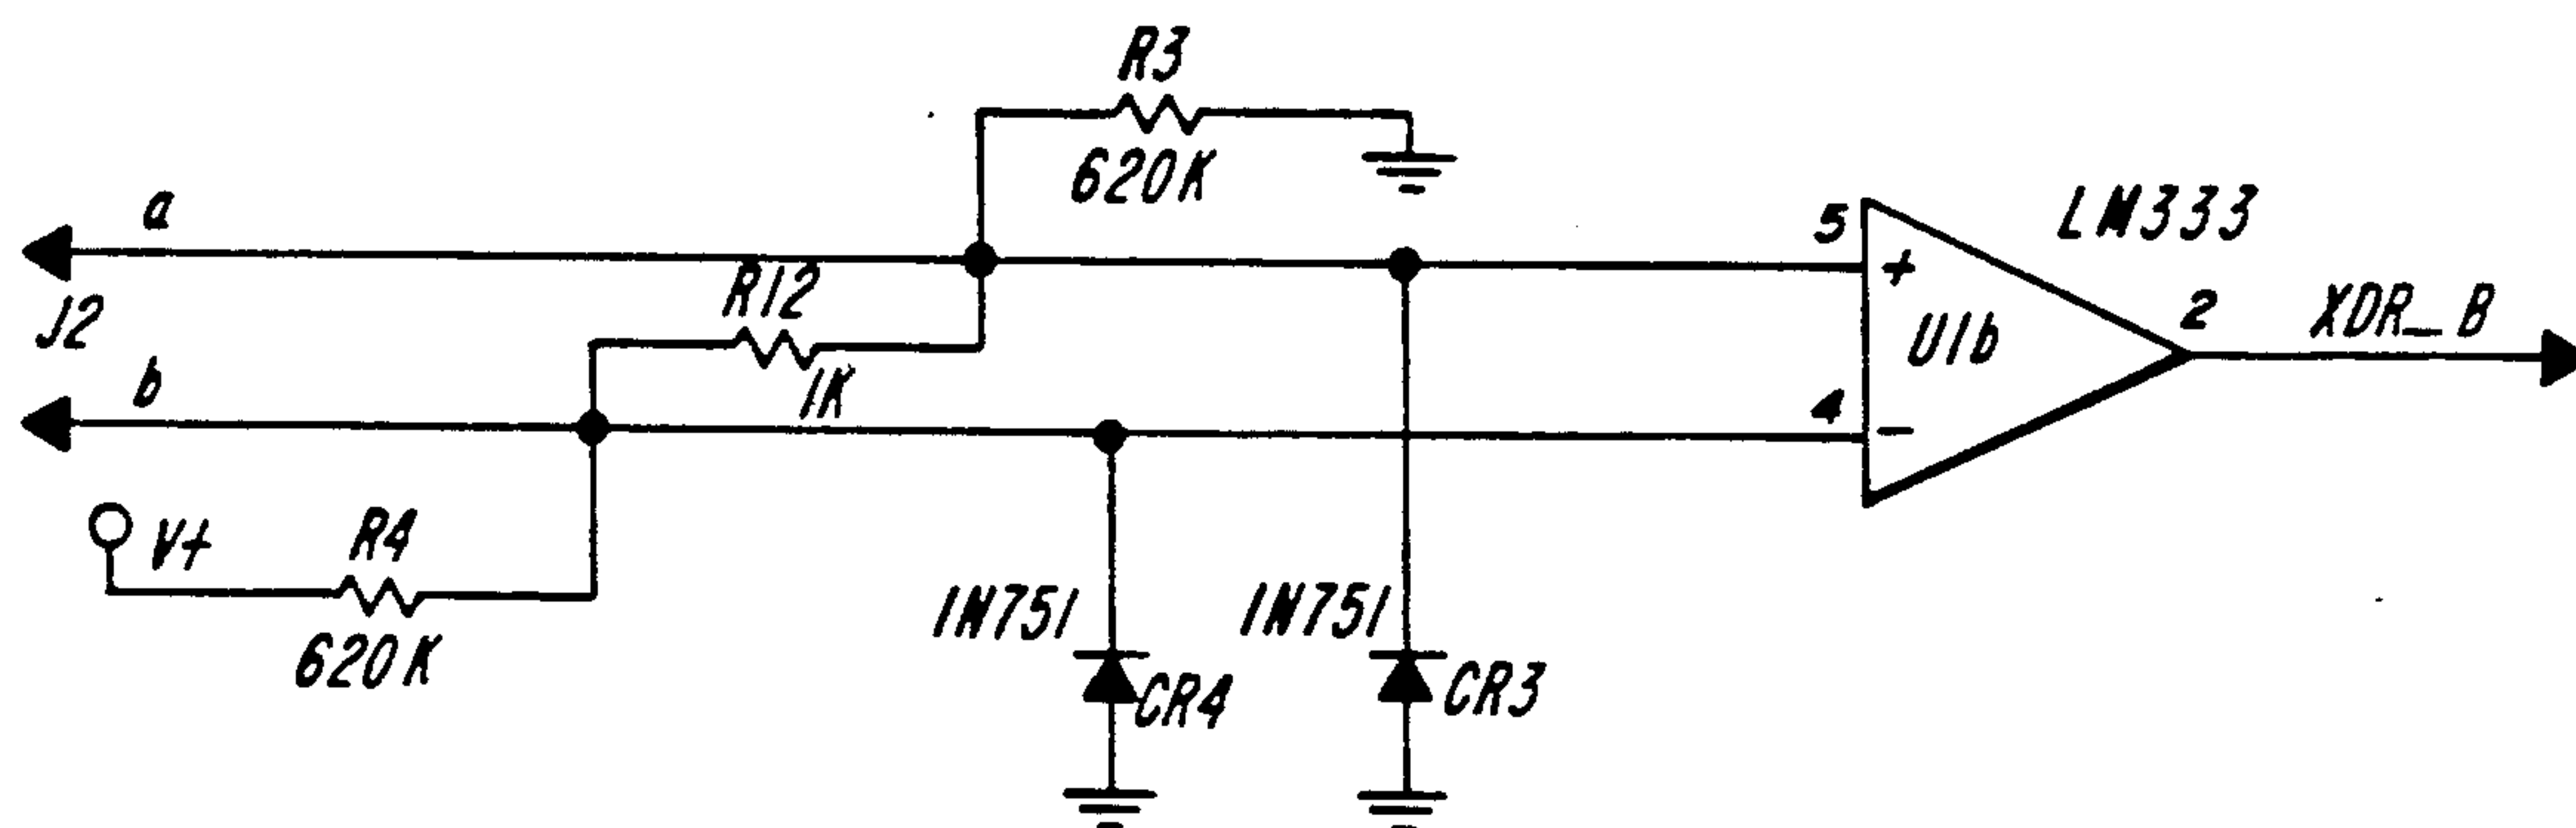 R3
620K
a
5
LM333
+
R12
U1b
2
XDR_B
J2
b
1K
4
−
V+
R4
620K
1N751
1N751
CR4
CR3